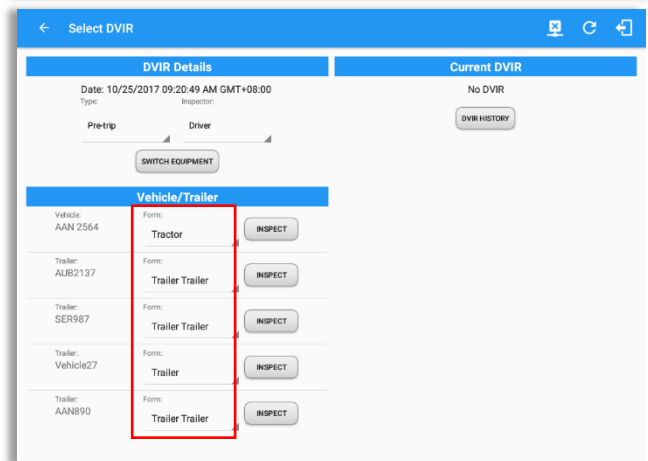 Select DVIR
DVIR Details
Date: 10/25/2017 09:20:49 AM GMT+08:00
Type: Inspector:
Pre-trip Driver
SWITCH EQUIPMENT
Current DVIR
No DVIR
DVIR HISTORY
Vehicle/Trailer
Vehicle: Form:
AAN 2564 Tractor INSPECT
Trailer: Form:
AUB2137 Trailer Trailer INSPECT
Trailer: Form:
SER987 Trailer Trailer INSPECT
Trailer: Form:
Vehicle27 Trailer INSPECT
Trailer: Form:
AAN890 Trailer Trailer INSPECT